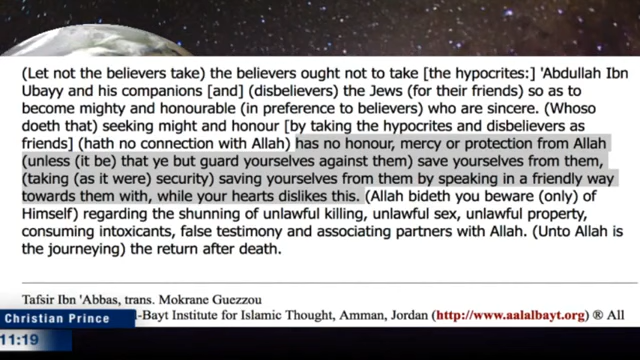 (Let not the believers take) the believers ought not to take [the hypocrites:] 'Abdullah Ibn
Ubayy and his companions [and] (disbelievers) the Jews (for their friends) so as to
become mighty and honourable (in preference to believers) who are sincere. (Whoso
doeth that) seeking might and honour [by taking the hypocrites and disbelievers as
friends] (hath no connection with Allah) has no honour, mercy or protection from Allah
(unless (it be) that ye but guard yourselves against them) save yourselves from them,
(taking (as it were) security) saving yourselves from them by speaking in a friendly way
towards them with, while your hearts dislikes this. (Allah bideth you beware (only) of
Himself) regarding the shunning of unlawful killing, unlawful sex, unlawful property,
consuming intoxicants, false testimony and associating partners with Allah. (Unto Allah is
the journeying) the return after death.
Tafsir Ibn 'Abbas, trans. Mokrane Guezzou
l-Bayt Institute for Islamic Thought, Amman, Jordan (http://www.aalalbayt.org) ® All
Christian Prince
11:19